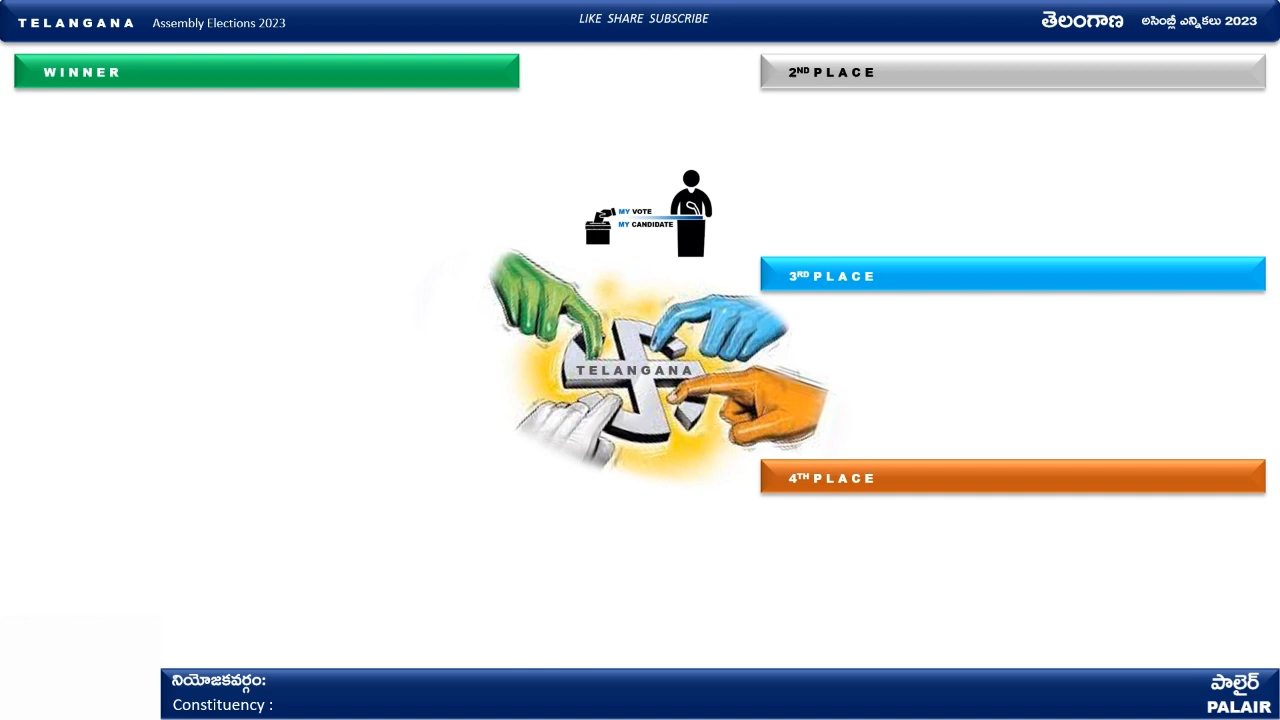 TELANGANA Assembly Elections 2023
LIKE SHARE SUBSCRIBE
తెలంగాణ అసెంబ్లీ ఎన్నికలు 2023
WINNER
2ND PLACE
MY VOTE
MY CANDIDATE
3RD PLACE
TELANGANA
4TH PLACE
నియోజకవర్గం:
పాలైర్
Constituency :
PALAIR